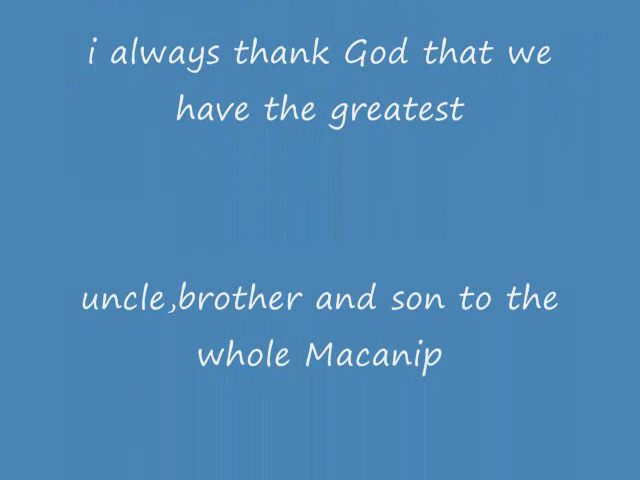 i always thank God that we
have the greatest
uncle,brother and son to the
whole Macanip